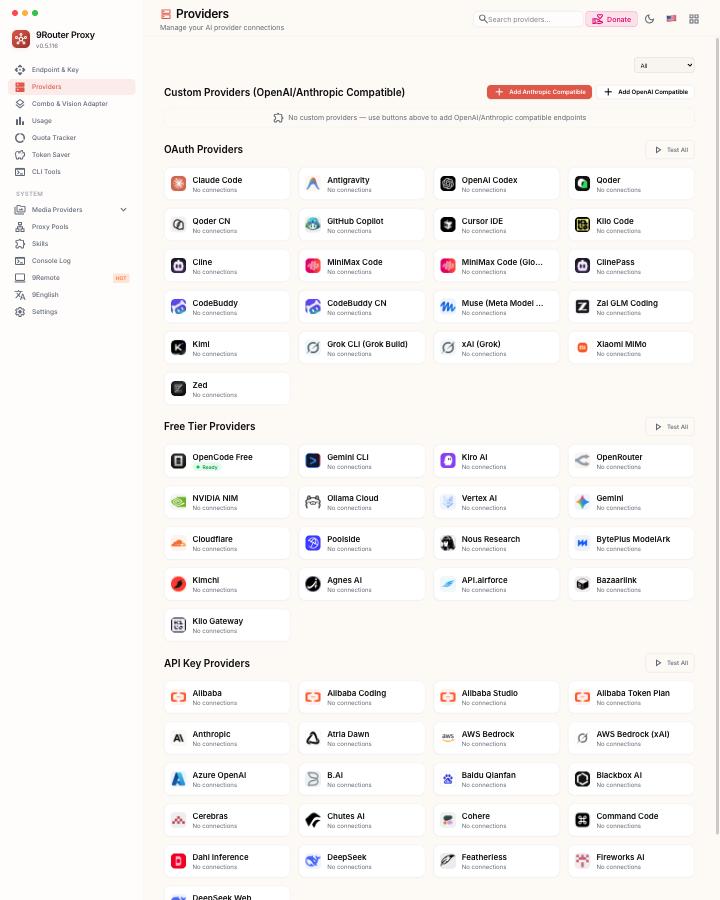 9Router Proxy
v0.5.116
Endpoint & Key
Providers
Combo & Vision Adapter
Usage
Quota Tracker
Token Saver
CLI Tools
SYSTEM
Media Providers
Proxy Pools
Skills
Console Log
9Remote HOT
9English
Settings
Providers
Manage your AI provider connections
Search providers...
Donate
All
Custom Providers (OpenAI/Anthropic Compatible)
Add Anthropic Compatible
Add OpenAI Compatible
No custom providers — use buttons above to add OpenAI/Anthropic compatible endpoints
OAuth Providers
Test All
Claude Code
No connections
Antigravity
No connections
OpenAI Codex
No connections
Qoder
No connections
Qoder CN
No connections
GitHub Copilot
No connections
Cursor IDE
No connections
Kilo Code
No connections
Cline
No connections
MiniMax Code
No connections
MiniMax Code (Glo...
No connections
ClinePass
No connections
CodeBuddy
No connections
CodeBuddy CN
No connections
Muse (Meta Model ...
No connections
Zai GLM Coding
No connections
Kimi
No connections
Grok CLI (Grok Build)
No connections
xAI (Grok)
No connections
Xiaomi MiMo
No connections
Zed
No connections
Free Tier Providers
Test All
OpenCode Free
Ready
Gemini CLI
No connections
Kiro AI
No connections
OpenRouter
No connections
NVIDIA NIM
No connections
Ollama Cloud
No connections
Vertex AI
No connections
Gemini
No connections
Cloudflare
No connections
Poolside
No connections
Nous Research
No connections
BytePlus ModelArk
No connections
Kimchi
No connections
Agnes AI
No connections
API.airforce
No connections
Bazaarlink
No connections
Kilo Gateway
No connections
API Key Providers
Test All
Alibaba
No connections
Alibaba Coding
No connections
Alibaba Studio
No connections
Alibaba Token Plan
No connections
Anthropic
No connections
Atria Dawn
No connections
aws
AWS Bedrock
No connections
AWS Bedrock (xAI)
No connections
Azure OpenAI
No connections
B.AI
No connections
Baidu Qianfan
No connections
Blackbox AI
No connections
Cerebras
No connections
Chutes AI
No connections
Cohere
No connections
Command Code
No connections
Dahl Inference
No connections
DeepSeek
No connections
Featherless
No connections
Fireworks AI
No connections
DeepSeek Web